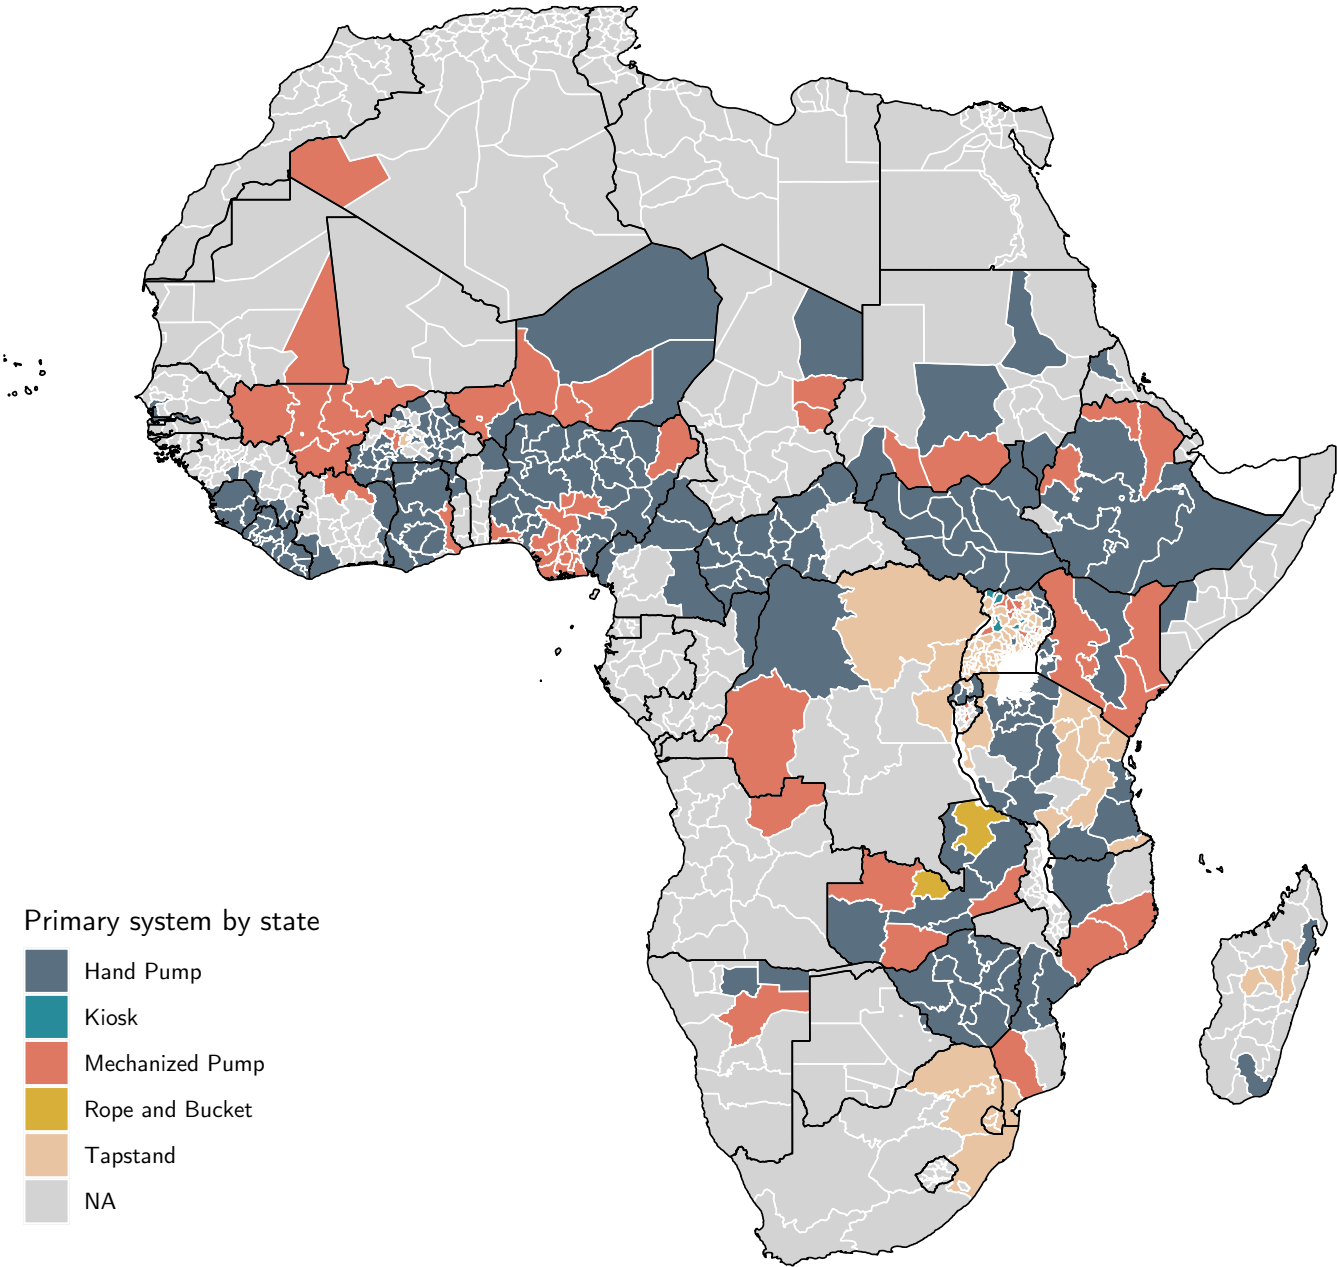 Primary system by state
Hand Pump
Kiosk
Mechanized Pump
Rope and Bucket
Tapstand
NA